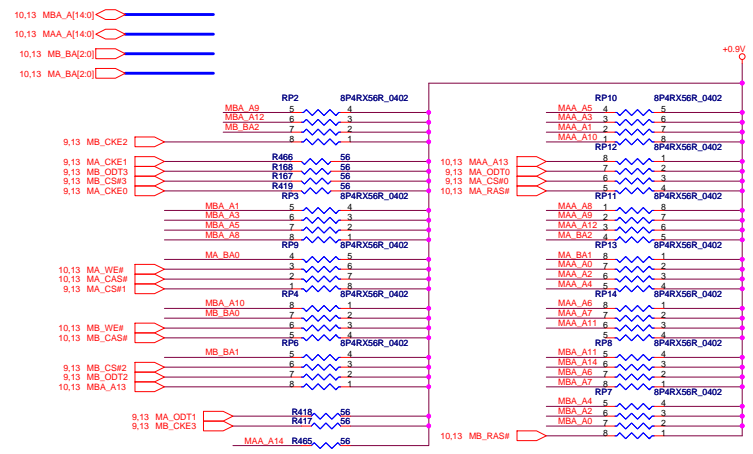 10,13 MBA_A[14:0]
10,13 MAA_A[14:0]
10,13 MB_BA[2:0]
10,13 MA_BA[2:0]
+0.9V
RP2 8P4RX56R_0402
MBA_A9 5 4
MBA_A12 6 3
MB_BA2 7 2
9,13 MB_CKE2 8 1
9,13 MA_CKE1 R466 56
9,13 MB_ODT3 R168 56
9,13 MB_CS#3 R167 56
9,13 MA_CKE0 R419 56
RP3 8P4RX56R_0402
MBA_A1 5 4
MBA_A3 6 3
MBA_A5 7 2
MBA_A8 8 1
RP9 8P4RX56R_0402
MA_BA0 4 5
10,13 MA_WE# 3 6
10,13 MA_CAS# 2 7
9,13 MA_CS#1 1 8
RP4 8P4RX56R_0402
MBA_A10 8 1
MB_BA0 7 2
10,13 MB_WE# 6 3
10,13 MB_CAS# 5 4
RP6 8P4RX56R_0402
MB_BA1 5 4
9,13 MB_CS#2 6 3
9,13 MB_ODT2 7 2
10,13 MBA_A13 8 1
9,13 MA_ODT1 R418 56
9,13 MB_CKE3 R417 56
MAA_A14 R465 56
RP10 8P4RX56R_0402
MAA_A5 4 5
MAA_A3 3 6
MAA_A1 2 7
MAA_A10 1 8
RP12 8P4RX56R_0402
10,13 MAA_A13 8 1
9,13 MA_ODT0 7 2
9,13 MA_CS#0 6 3
10,13 MA_RAS# 5 4
RP11 8P4RX56R_0402
MAA_A8 1 8
MAA_A9 2 7
MAA_A12 3 6
MA_BA2 4 5
RP13 8P4RX56R_0402
MA_BA1 8 1
MAA_A0 7 2
MAA_A2 6 3
MAA_A4 5 4
RP14 8P4RX56R_0402
MAA_A6 8 1
MAA_A7 7 2
MAA_A11 6 3
5 4
RP8 8P4RX56R_0402
MBA_A11 5 4
MBA_A14 6 3
MBA_A6 7 2
MBA_A7 8 1
RP7 8P4RX56R_0402
MBA_A4 5 4
MBA_A2 6 3
MBA_A0 7 2
10,13 MB_RAS# 8 1